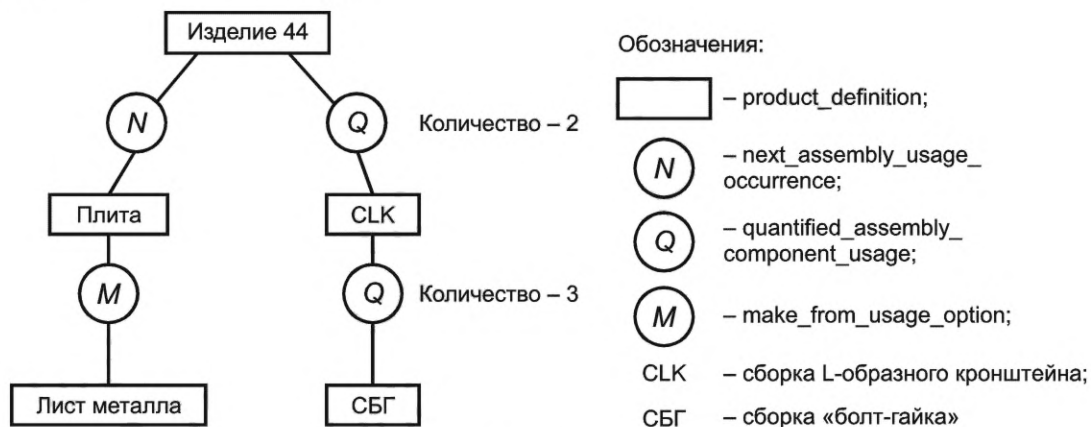 Изделие 44
N
Q
Количество – 2
Плита
CLK
M
Q
Количество – 3
Лист металла
СБГ
Обозначения:
– product_definition;
N – next_assembly_usage_
occurrence;
Q – quantified_assembly_
component_usage;
M – make_from_usage_option;
CLK – сборка L-образного кронштейна;
СБГ – сборка «болт-гайка»